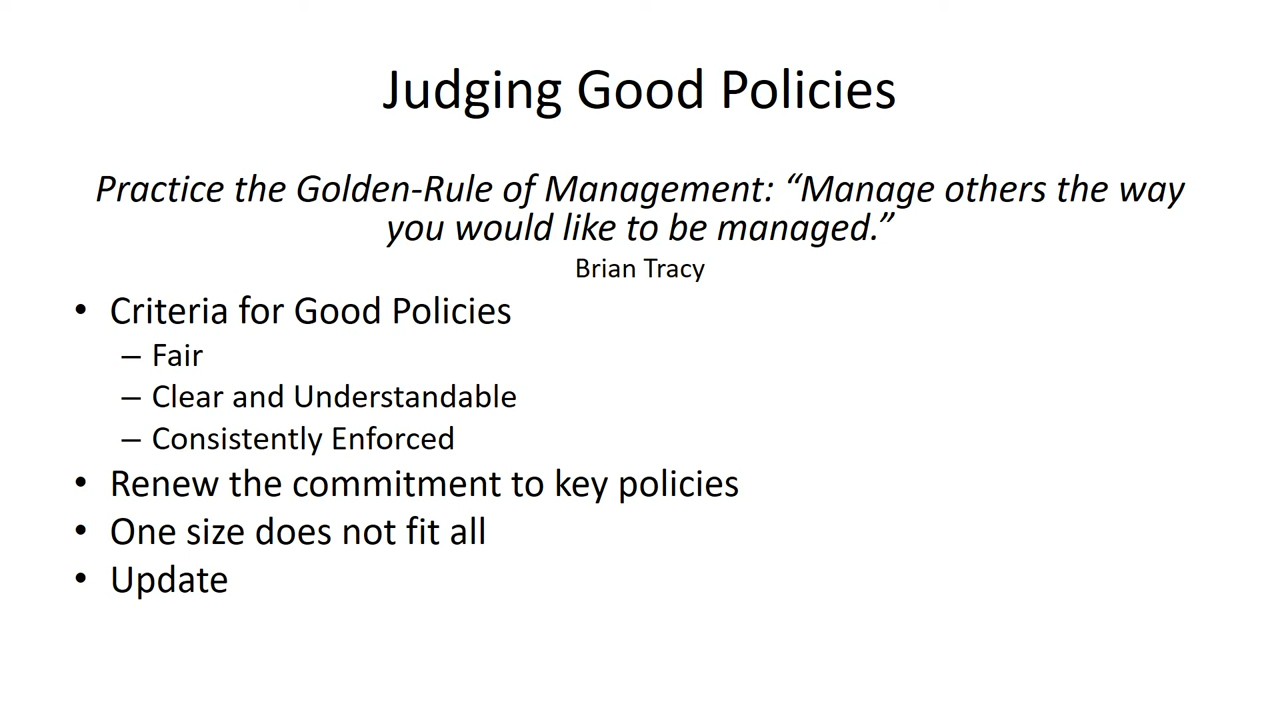 Judging Good Policies
Practice the Golden-Rule of Management: “Manage others the way
you would like to be managed.”
Brian Tracy
• Criteria for Good Policies
– Fair
– Clear and Understandable
– Consistently Enforced
• Renew the commitment to key policies
• One size does not fit all
• Update